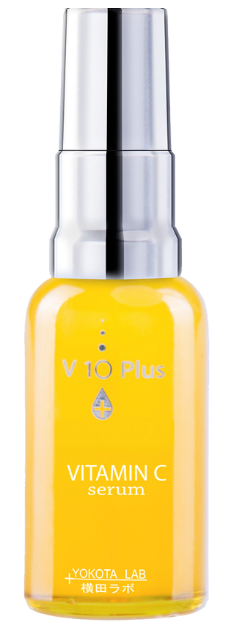 V 10 Plus
VITAMIN C
serum
YOKOTA LAB
横田ラボ